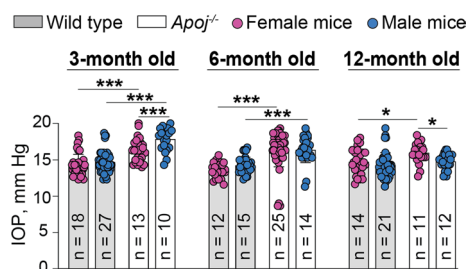 Wild type Apoj-/- Female mice Male mice
3-month old 6-month old 12-month old
*** *** *** *** *** * *
IOP, mm Hg
20
15
10
5
0
n = 18
n = 27
n = 13
n = 10
n = 12
n = 15
n = 25
n = 14
n = 14
n = 21
n = 11
n = 12